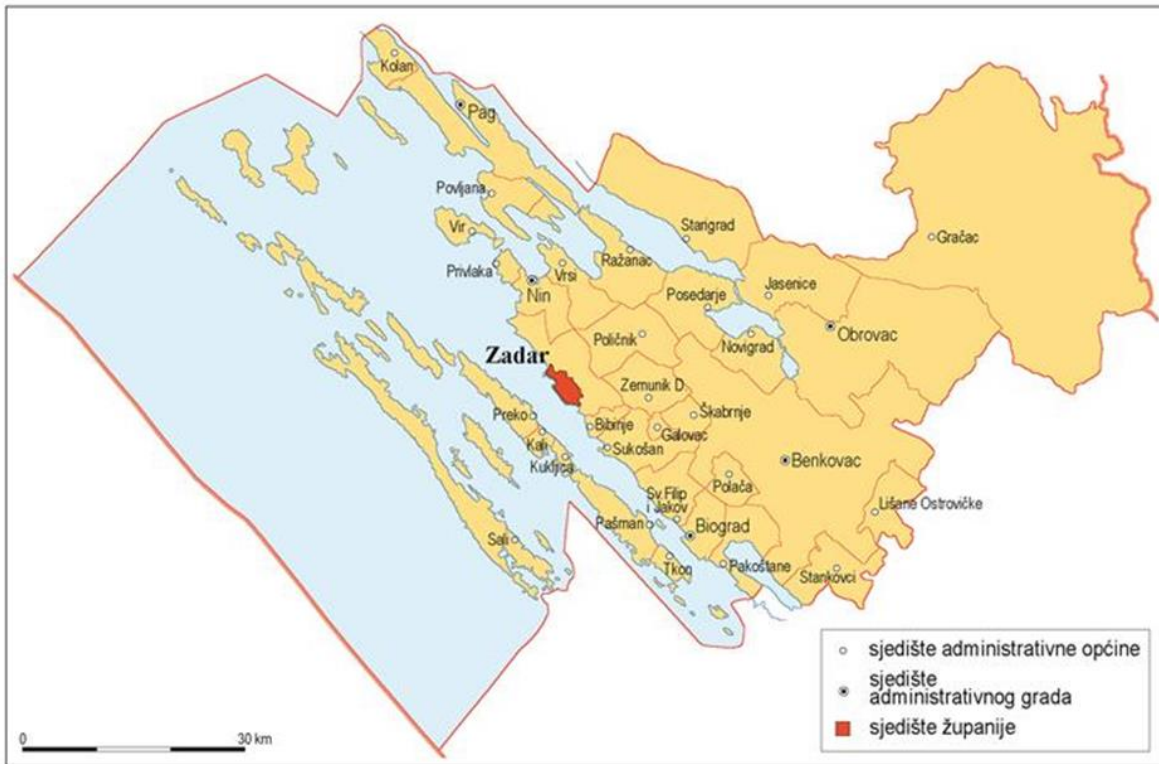 Kolan
Pag
Povljana
Vir
Starigrad
Gračac
Privlaka
Vrsi
Ražanac
Nin
Jasenice
Posedarje
Obrovac
Poličnik
Novigrad
Zadar
Zemunik D.
Škabrnje
Preko
Bibinje
Galovac
Kali
Sukošan
Kukljica
Benkovac
Polača
Sv.Filip
i Jakov
Lišane Ostrovičke
Pašman
Biograd
Sali
Tkon
Pakoštane
Stankovci
sjedište administrativne općine
sjedište
administrativnog grada
sjedište županije
0 30 km